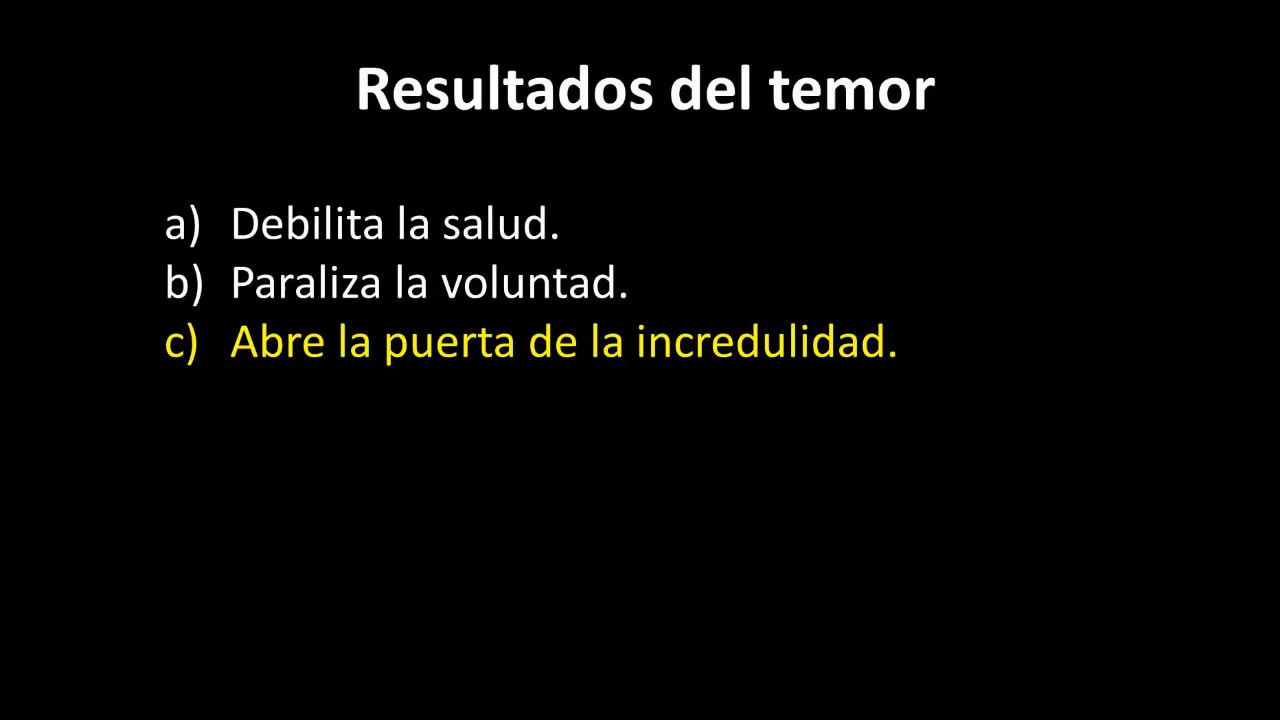 Resultados del temor
a) Debilita la salud.
b) Paraliza la voluntad.
c) Abre la puerta de la incredulidad.